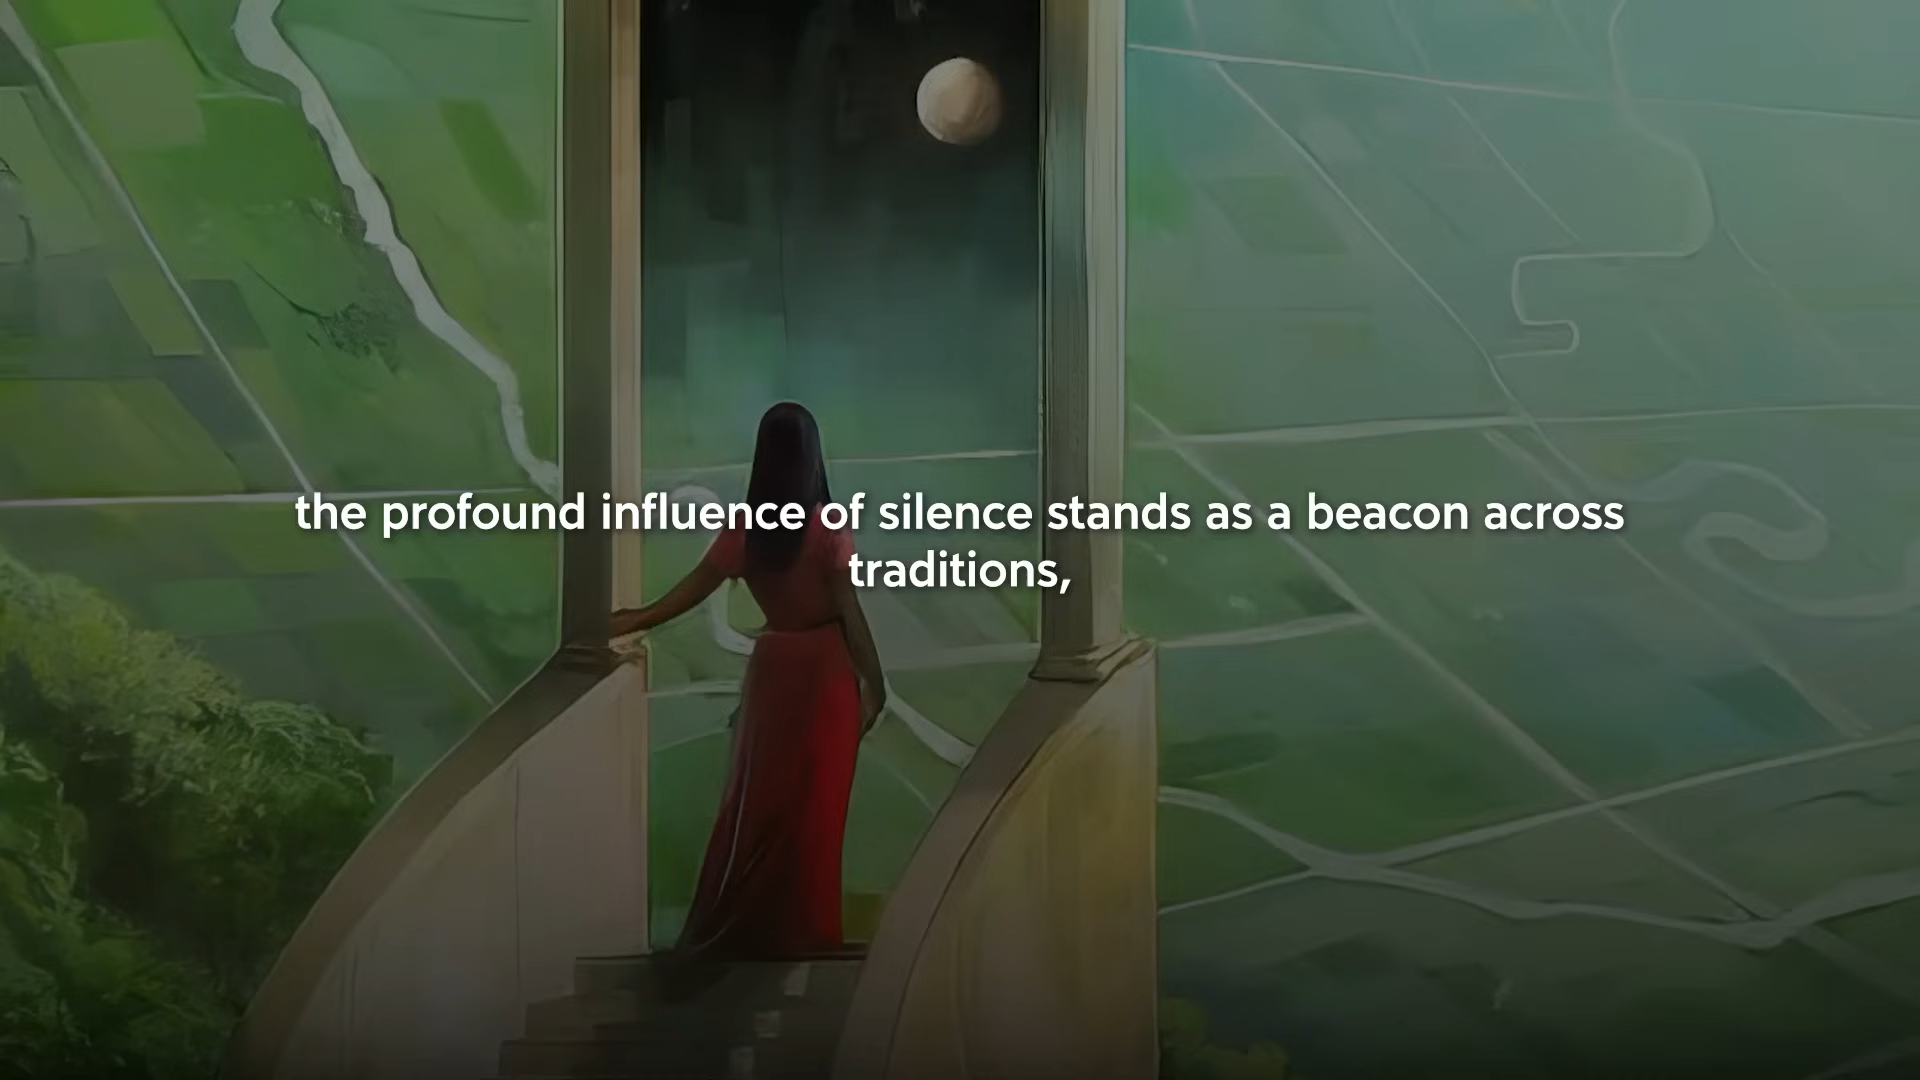 the profound influence of silence stands as a beacon across
traditions,